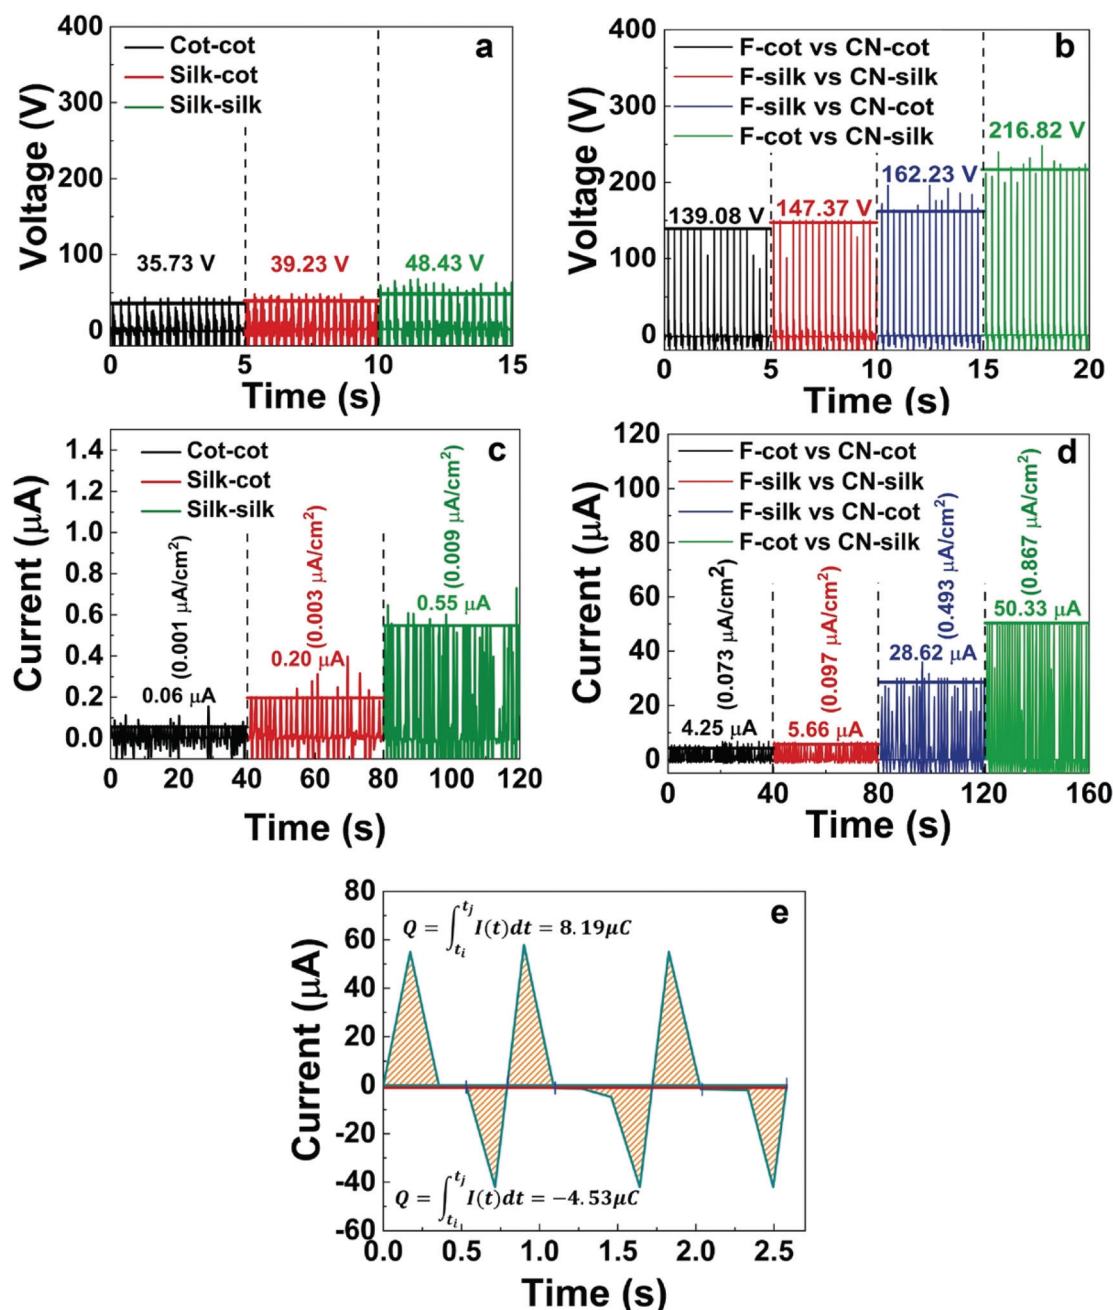 a
Cot-cot
Silk-cot
Silk-silk
400
300
200
100
0
Voltage (V)
35.73 V
39.23 V
48.43 V
0 5 10 15
Time (s)
b
F-cot vs CN-cot
F-silk vs CN-silk
F-silk vs CN-cot
F-cot vs CN-silk
400
300
200
100
0
Voltage (V)
139.08 V
147.37 V
162.23 V
216.82 V
0 5 10 15 20
Time (s)
c
Cot-cot
Silk-cot
Silk-silk
1.4
1.2
1.0
0.8
0.6
0.4
0.2
0.0
Current (μA)
0.06 μA
(0.001 μA/cm²)
0.20 μA
(0.003 μA/cm²)
0.55 μA
(0.009 μA/cm²)
0 20 40 60 80 100 120
Time (s)
d
F-cot vs CN-cot
F-silk vs CN-silk
F-silk vs CN-cot
F-cot vs CN-silk
120
100
80
60
40
20
0
Current (μA)
4.25 μA
(0.073 μA/cm²)
5.66 μA
(0.097 μA/cm²)
28.62 μA
(0.493 μA/cm²)
50.33 μA
(0.867 μA/cm²)
0 40 80 120 160
Time (s)
e
80
60
40
20
0
-20
-40
-60
Current (μA)
Q = ∫_{t_i}^{t_j} I(t)dt = 8.19μC
Q = ∫_{t_i}^{t_j} I(t)dt = −4.53μC
0.0 0.5 1.0 1.5 2.0 2.5
Time (s)